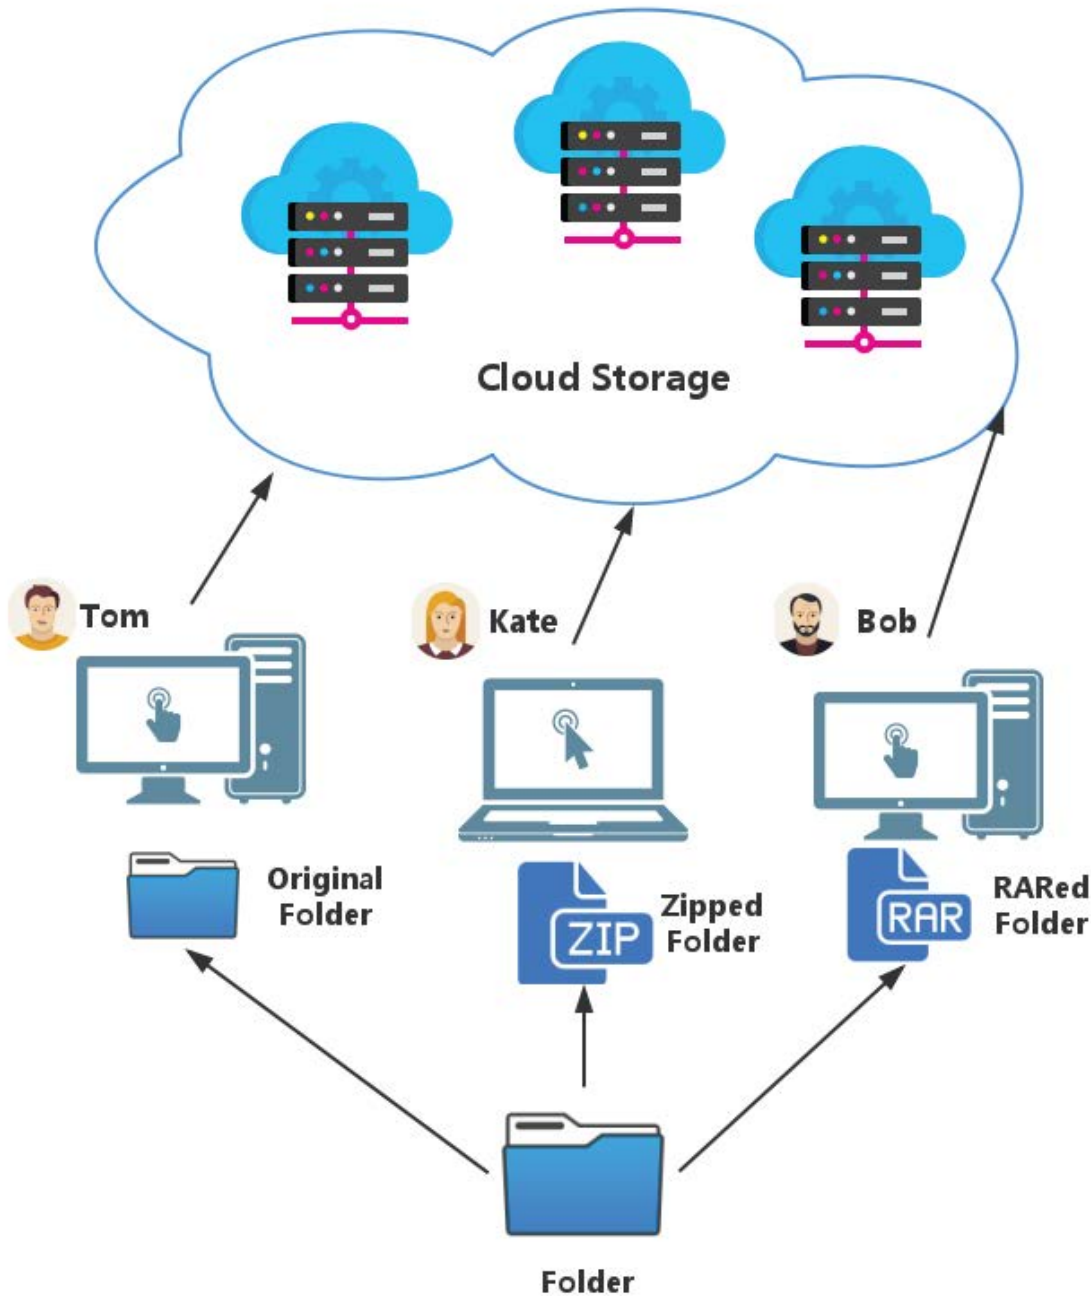 Cloud Storage
Tom
Kate
Bob
Original
Folder
ZIP
Zipped
Folder
RAR
RARed
Folder
Folder